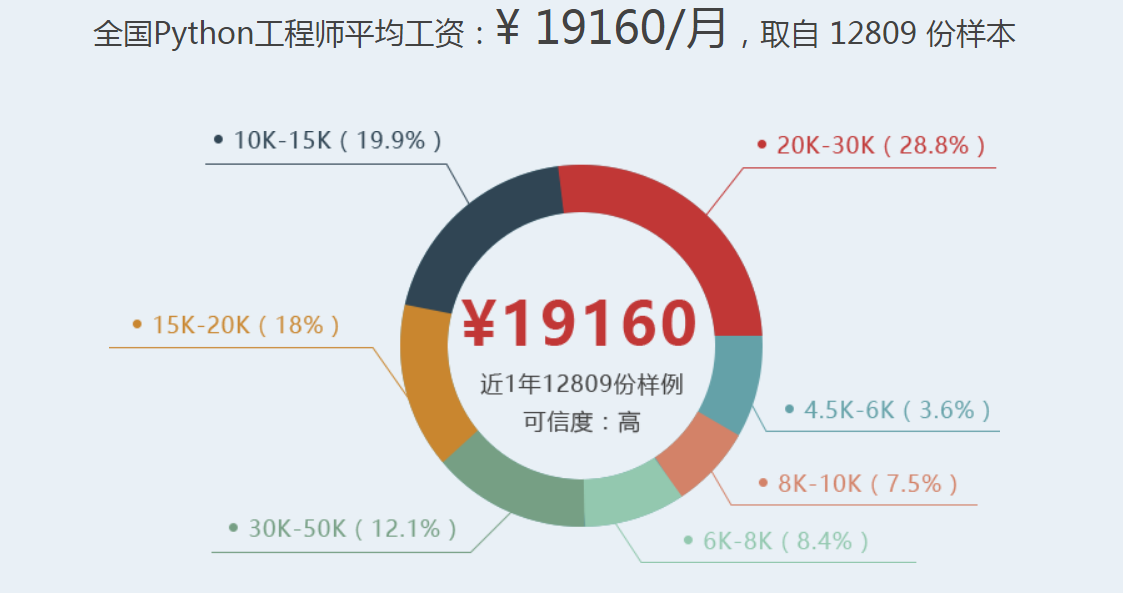 全国Python工程师平均工资：¥ 19160/月，取自 12809 份样本
10K-15K ( 19.9% )
20K-30K ( 28.8% )
15K-20K ( 18% )
¥19160
近1年12809份样例
可信度：高
4.5K-6K ( 3.6% )
8K-10K ( 7.5% )
30K-50K ( 12.1% )
6K-8K ( 8.4% )